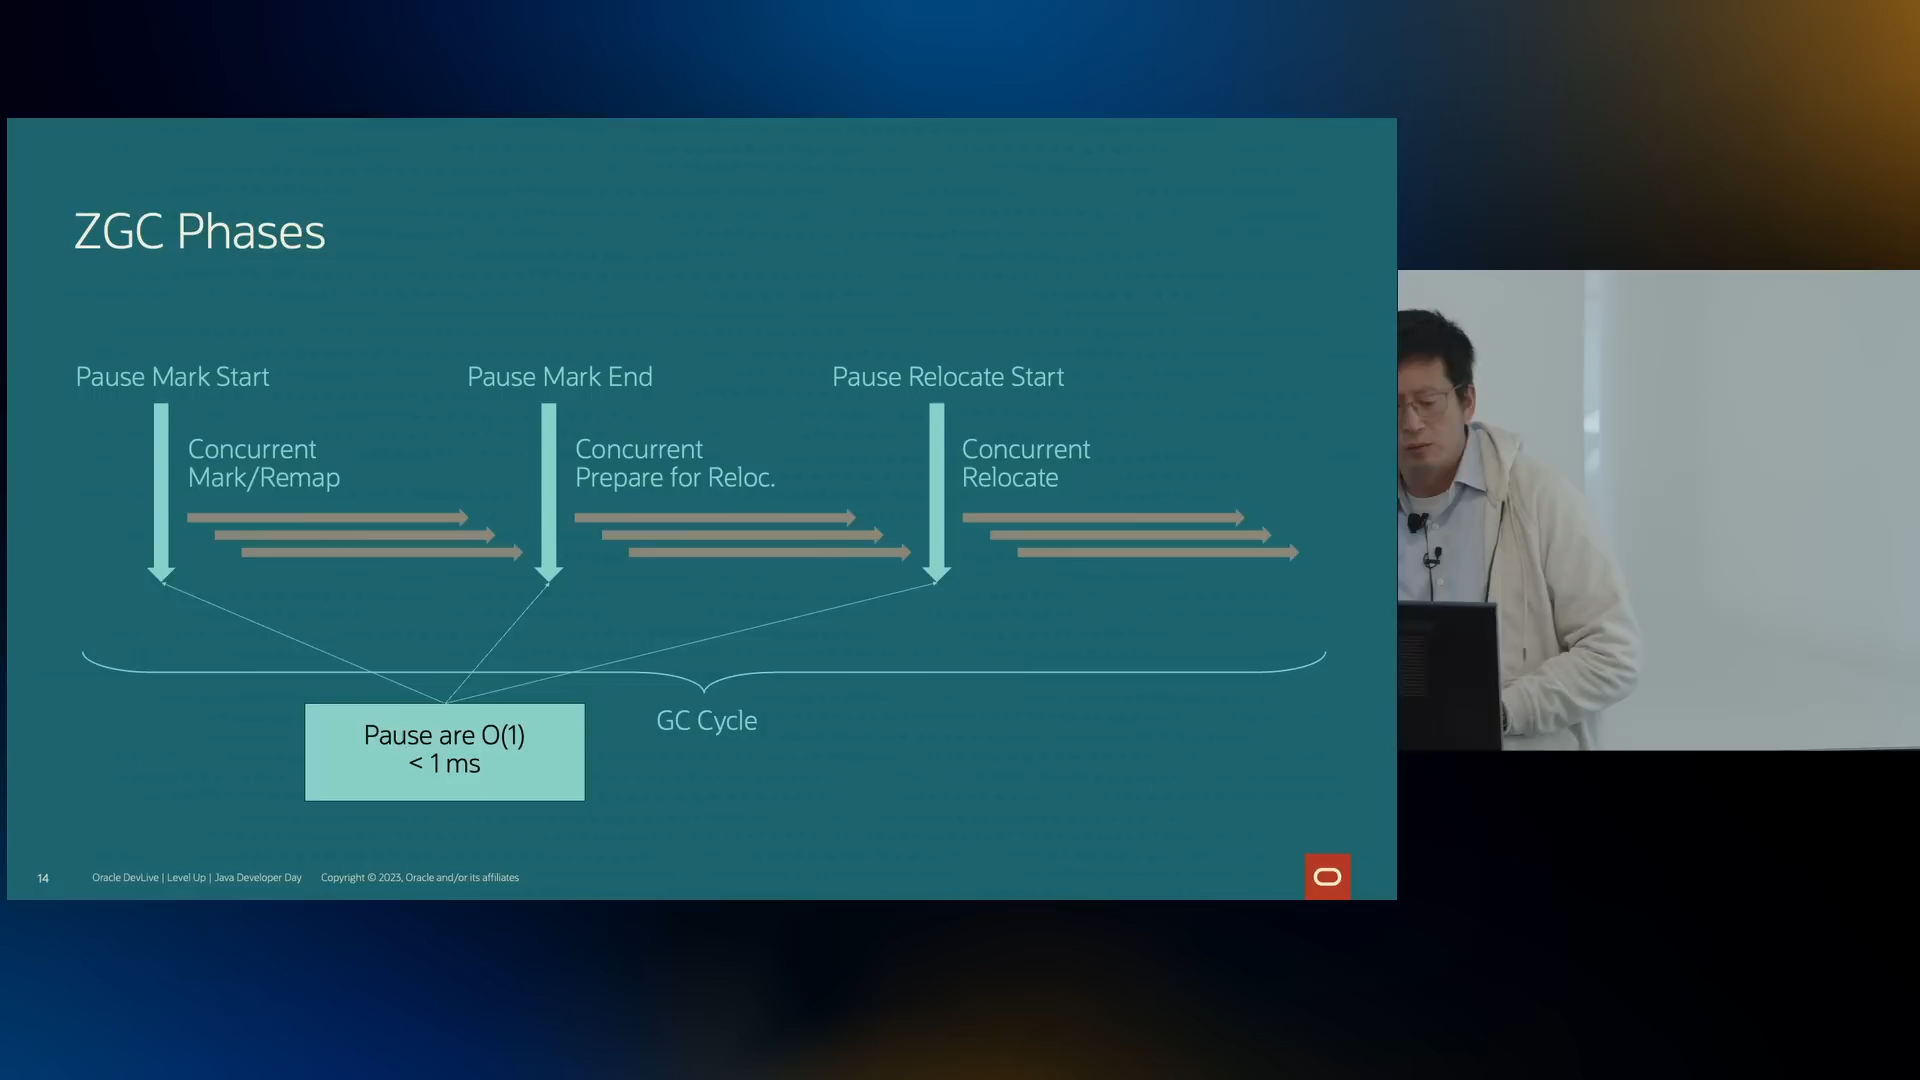 ZGC Phases
Pause Mark Start
Pause Mark End
Pause Relocate Start
Concurrent
Mark/Remap
Concurrent
Prepare for Reloc.
Concurrent
Relocate
Pause are O(1)
< 1 ms
GC Cycle
14
Oracle DevLive | Level Up | Java Developer Day
Copyright © 2023, Oracle and/or its affiliates